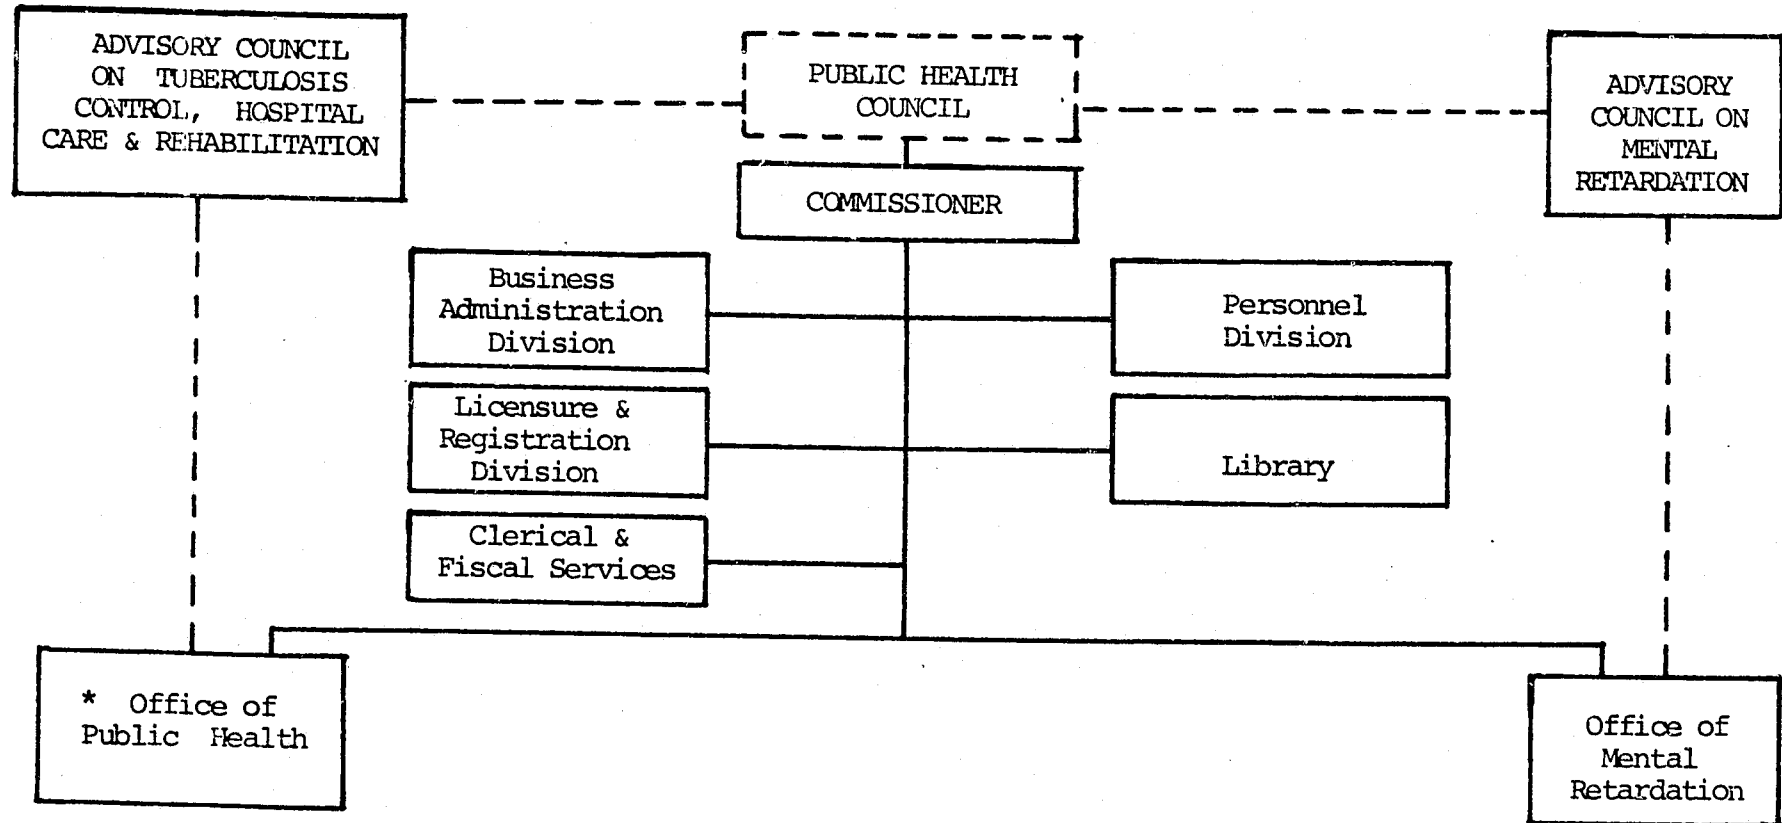 ADVISORY COUNCIL
ON TUBERCULOSIS
CONTROL, HOSPITAL
CARE & REHABILITATION
PUBLIC HEALTH
COUNCIL
ADVISORY
COUNCIL ON
MENTAL
RETARDATION
COMMISSIONER
Business
Administration
Division
Personnel
Division
Licensure &
Registration
Division
Library
Clerical &
Fiscal Services
* Office of
Public Health
Office of
Mental
Retardation